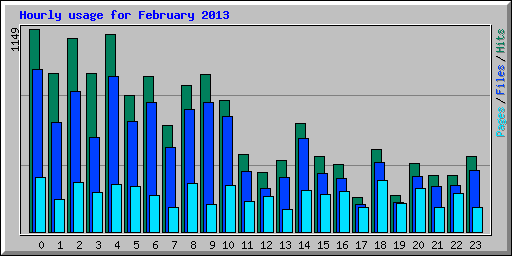 Hourly usage for February 2013
1149
Pages/Files/Hits
0 1 2 3 4 5 6 7 8 9 10 11 12 13 14 15 16 17 18 19 20 21 22 23